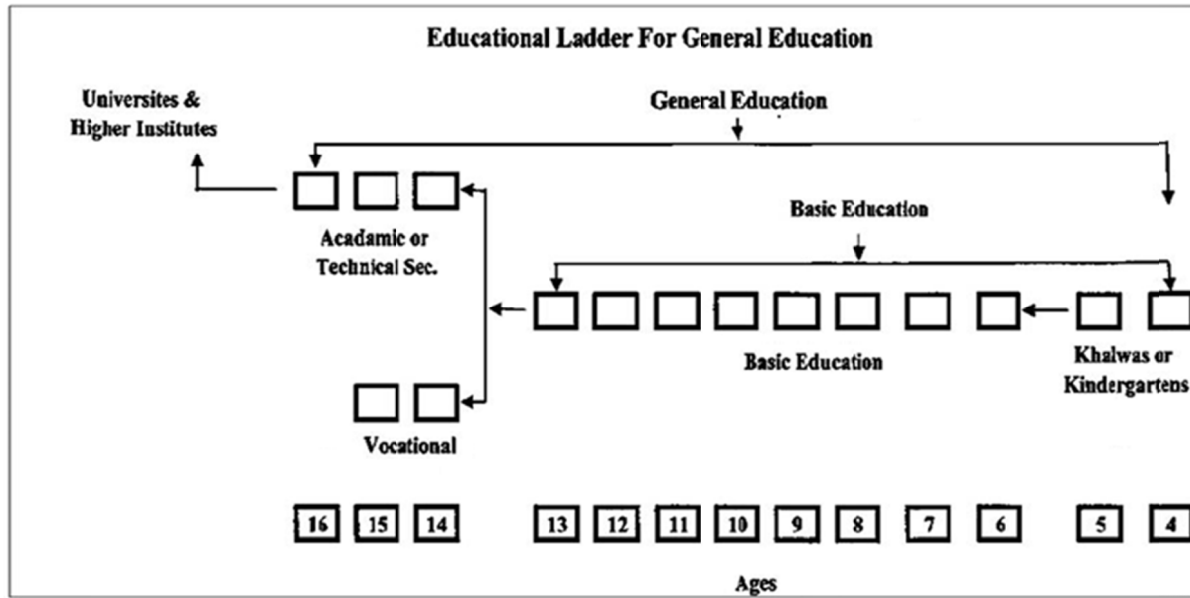 Educational Ladder For General Education
Universites &
Higher Institutes
General Education
Basic Education
Acadamic or
Technical Sec.
Basic Education
Khalwas or
Kindergartens
Vocational
16 15 14 13 12 11 10 9 8 7 6 5 4
Ages